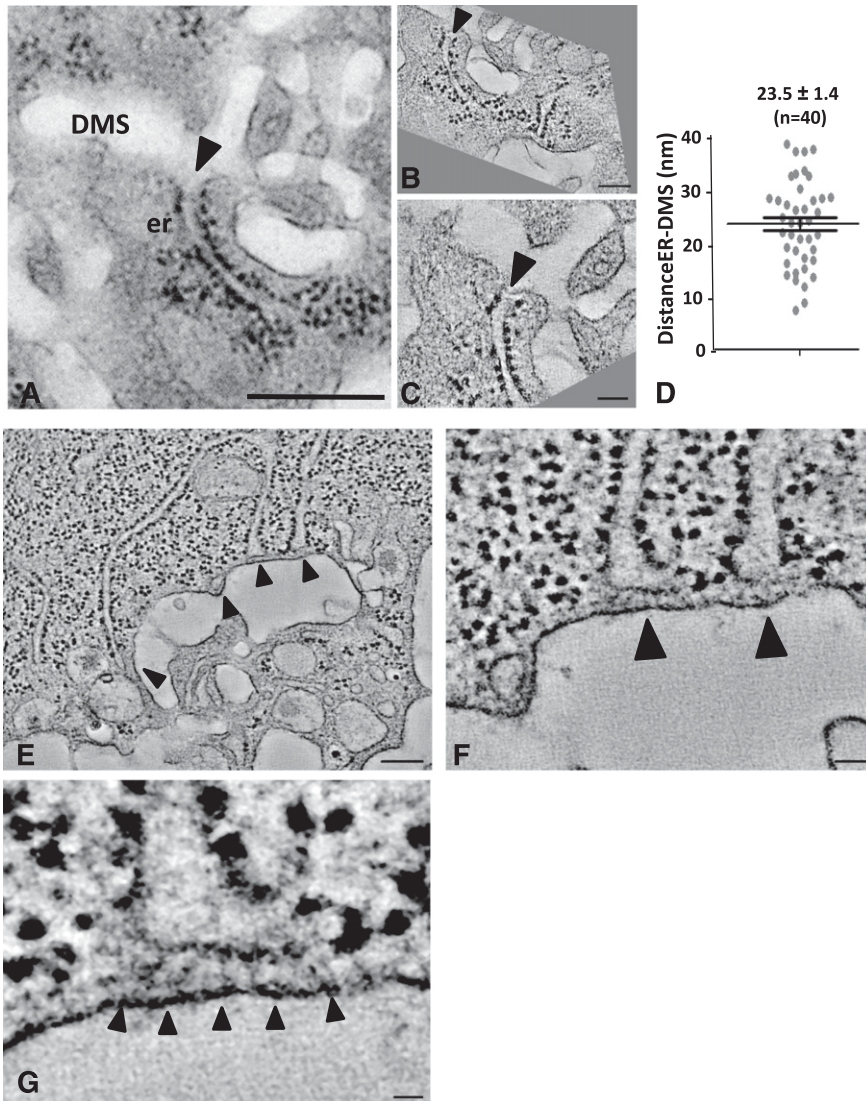 DMS
er
A
B
C
23.5 ± 1.4
(n=40)
DistanceER-DMS (nm)
40
30
20
10
0
D
E
F
G